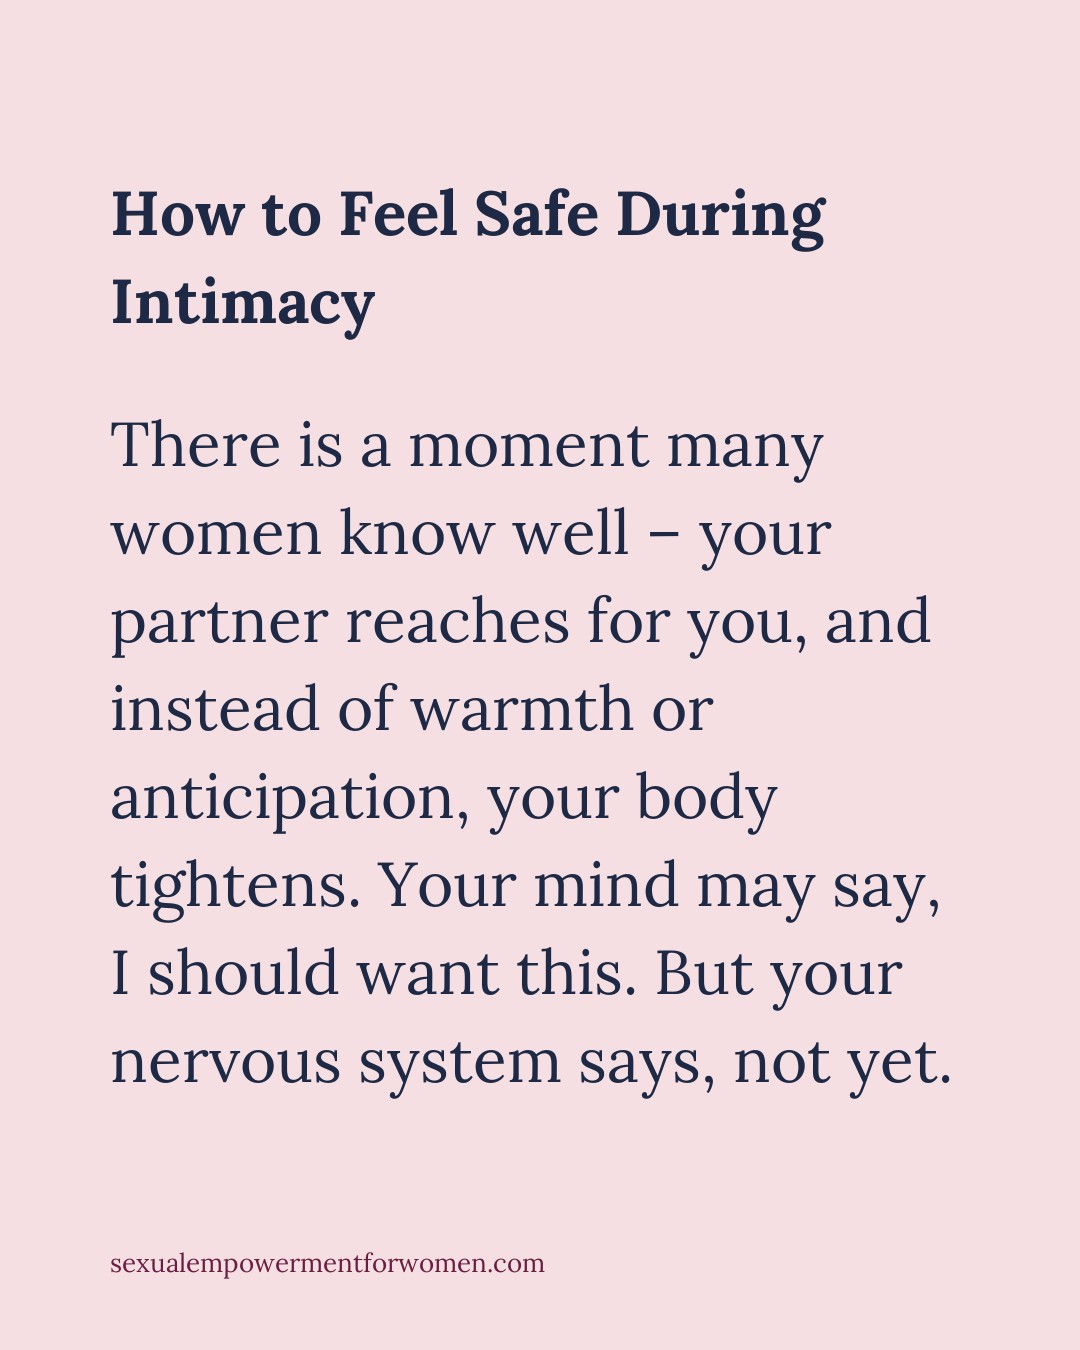 How to Feel Safe During
Intimacy
There is a moment many
women know well – your
partner reaches for you, and
instead of warmth or
anticipation, your body
tightens. Your mind may say,
I should want this. But your
nervous system says, not yet.
sexualempowermentforwomen.com